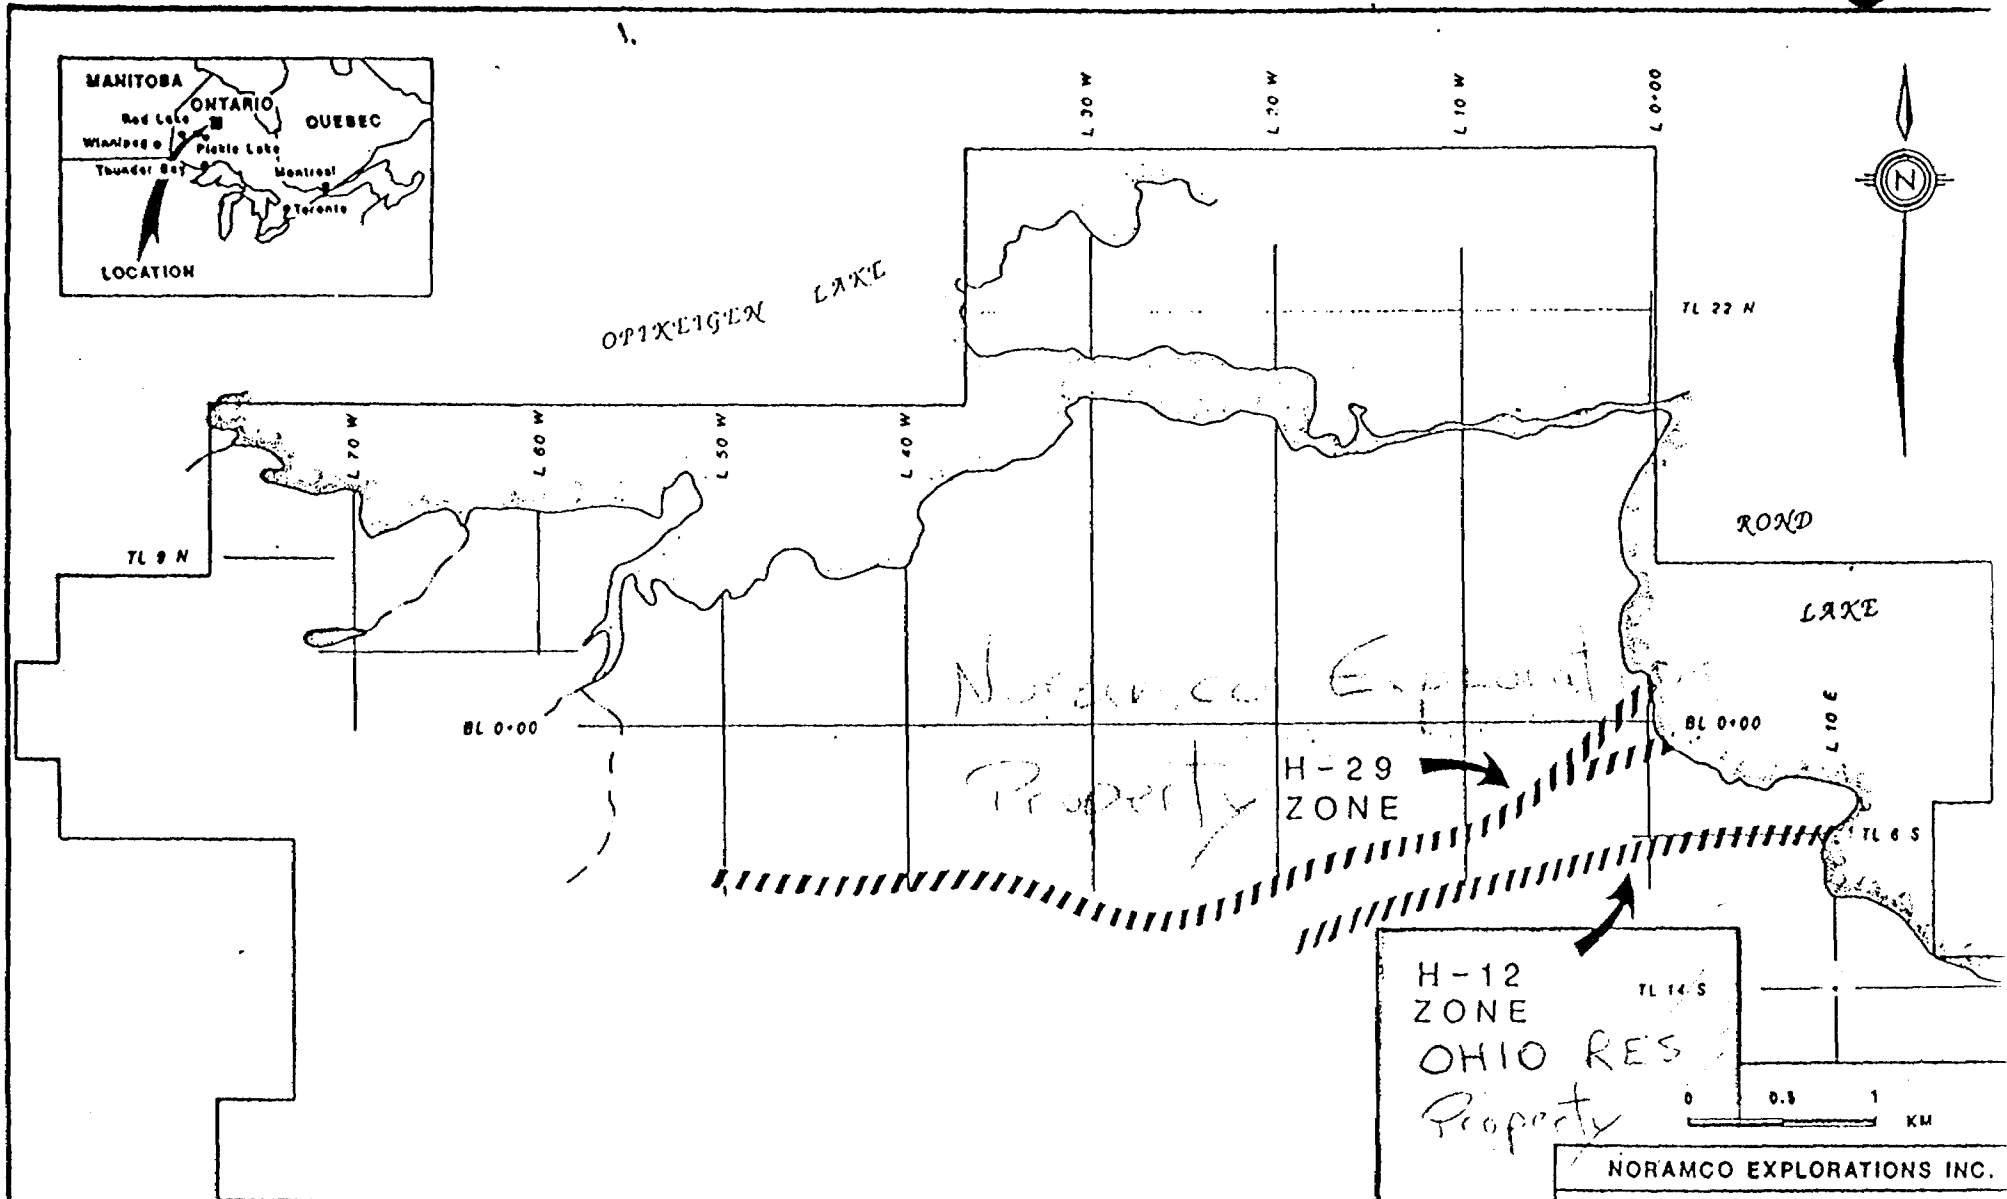 MANITOBA
ONTARIO
QUEBEC
Red Lake
Winnipeg
Pickle Lake
Thunder Bay
Montreal
Toronto
LOCATION
L 30 W
L 20 W
L 10 W
L 0+00
N
OPIKEIGEN LAKE
TL 22 N
L 70 W
L 60 W
L 50 W
L 40 W
ROND
LAKE
TL 9 N
Noramco
Property
BL 0+00
BL 0+00
L 10 E
H-29
ZONE
TL 6 S
H-12
ZONE
TL 14 S
OHIO RES
Property
0 0.5 1
KM
NORAMCO EXPLORATIONS INC.